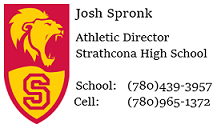 Josh Spronk
Athletic Director
Strathcona High School
S
School: (780)439-3957
Cell: (780)965-1372